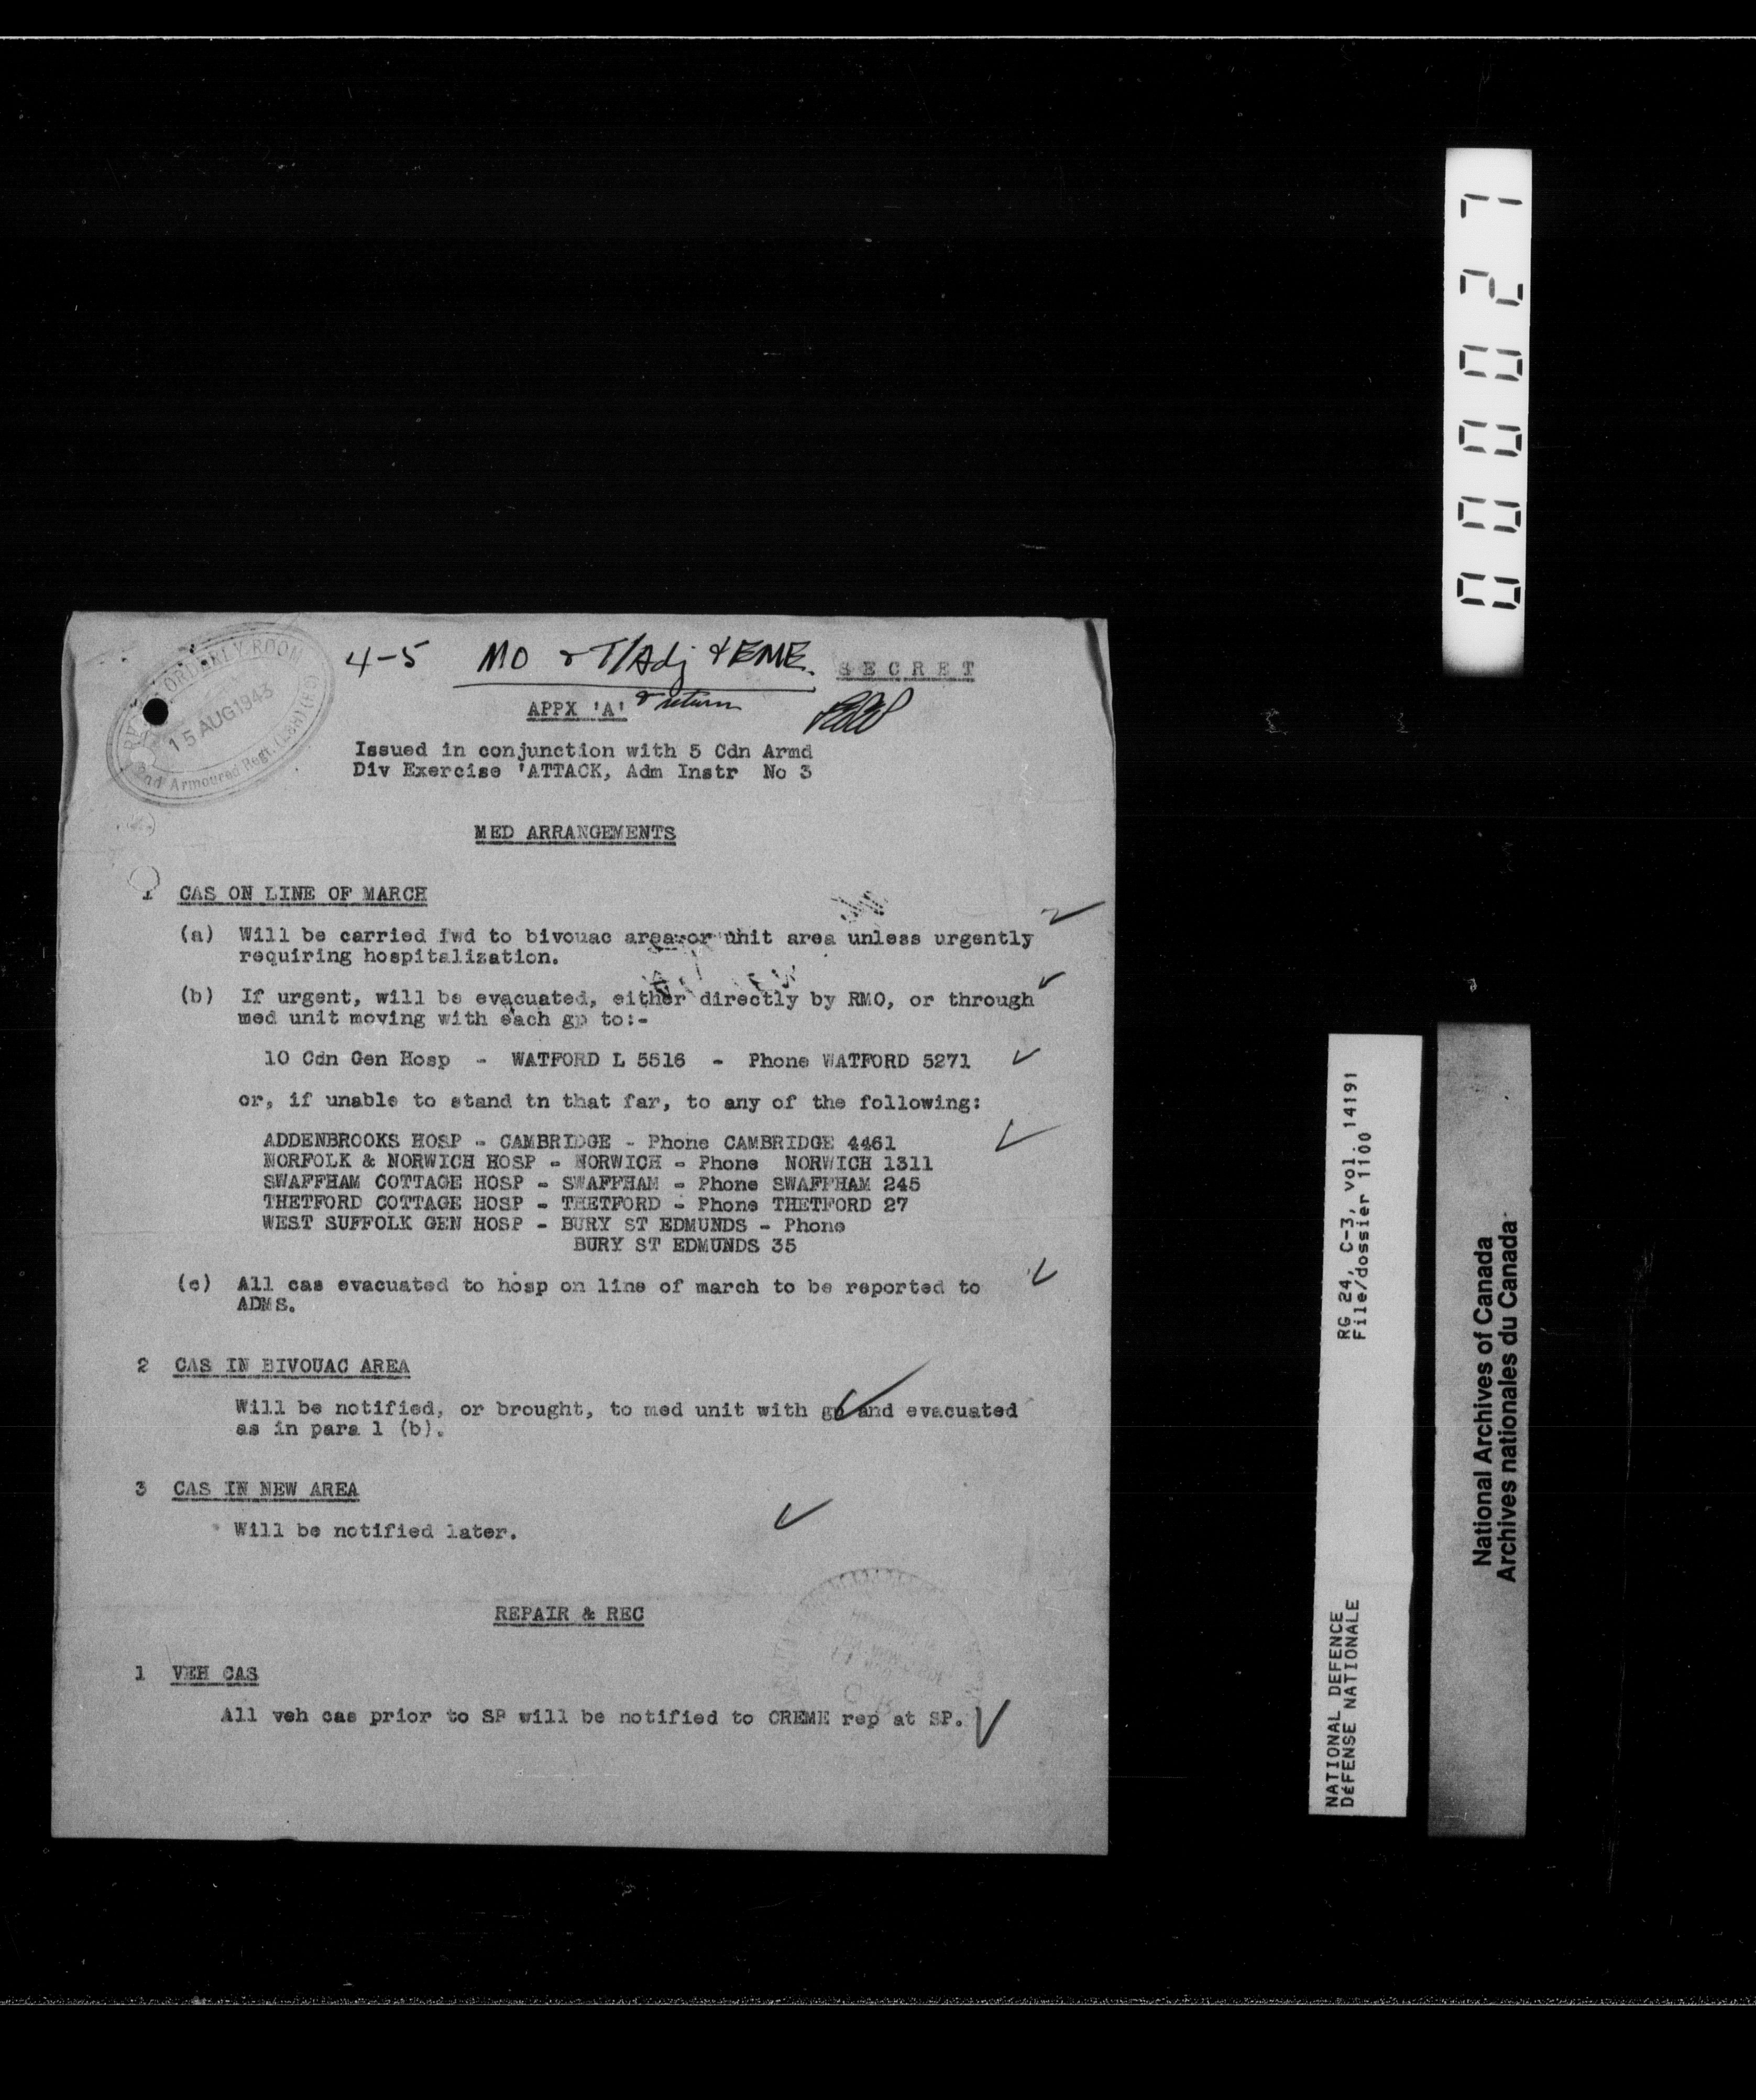 000027
ORDERLY ROOM
15 AUG 1943
2nd Armoured Regt. (LSH) (RC)
4-5 MO & T/Adj & EME.
SECRET
APPX 'A' & return
Issued in conjunction with 5 Cdn Armd
Div Exercise 'ATTACK, Adm Instr No 3
MED ARRANGEMENTS
1 CAS ON LINE OF MARCH
(a) Will be carried fwd to bivouac area or unit area unless urgently
requiring hospitalization.
(b) If urgent, will be evacuated, either directly by RMO, or through
med unit moving with each gp to:-
10 Cdn Gen Hosp - WATFORD L 5516 - Phone WATFORD 5271
or, if unable to stand tn that far, to any of the following:
ADDENBROOKS HOSP - CAMBRIDGE - Phone CAMBRIDGE 4461
NORFOLK & NORWICH HOSP - NORWICH - Phone NORWICH 1311
SWAFFHAM COTTAGE HOSP - SWAFFHAM - Phone SWAFFHAM 245
THETFORD COTTAGE HOSP - THETFORD - Phone THETFORD 27
WEST SUFFOLK GEN HOSP - BURY ST EDMUNDS - Phone
BURY ST EDMUNDS 35
(c) All cas evacuated to hosp on line of march to be reported to
ADMS.
2 CAS IN BIVOUAC AREA
Will be notified, or brought, to med unit with gp and evacuated
as in para 1 (b).
3 CAS IN NEW AREA
Will be notified later.
REPAIR & REC
1 VEH CAS
All veh cas prior to SP will be notified to CREME rep at SP.
NATIONAL DEFENCE RG 24, C-3, vol. 14191
DéFENSE NATIONALE File/dossier 1100
National Archives of Canada
Archives nationales du Canada